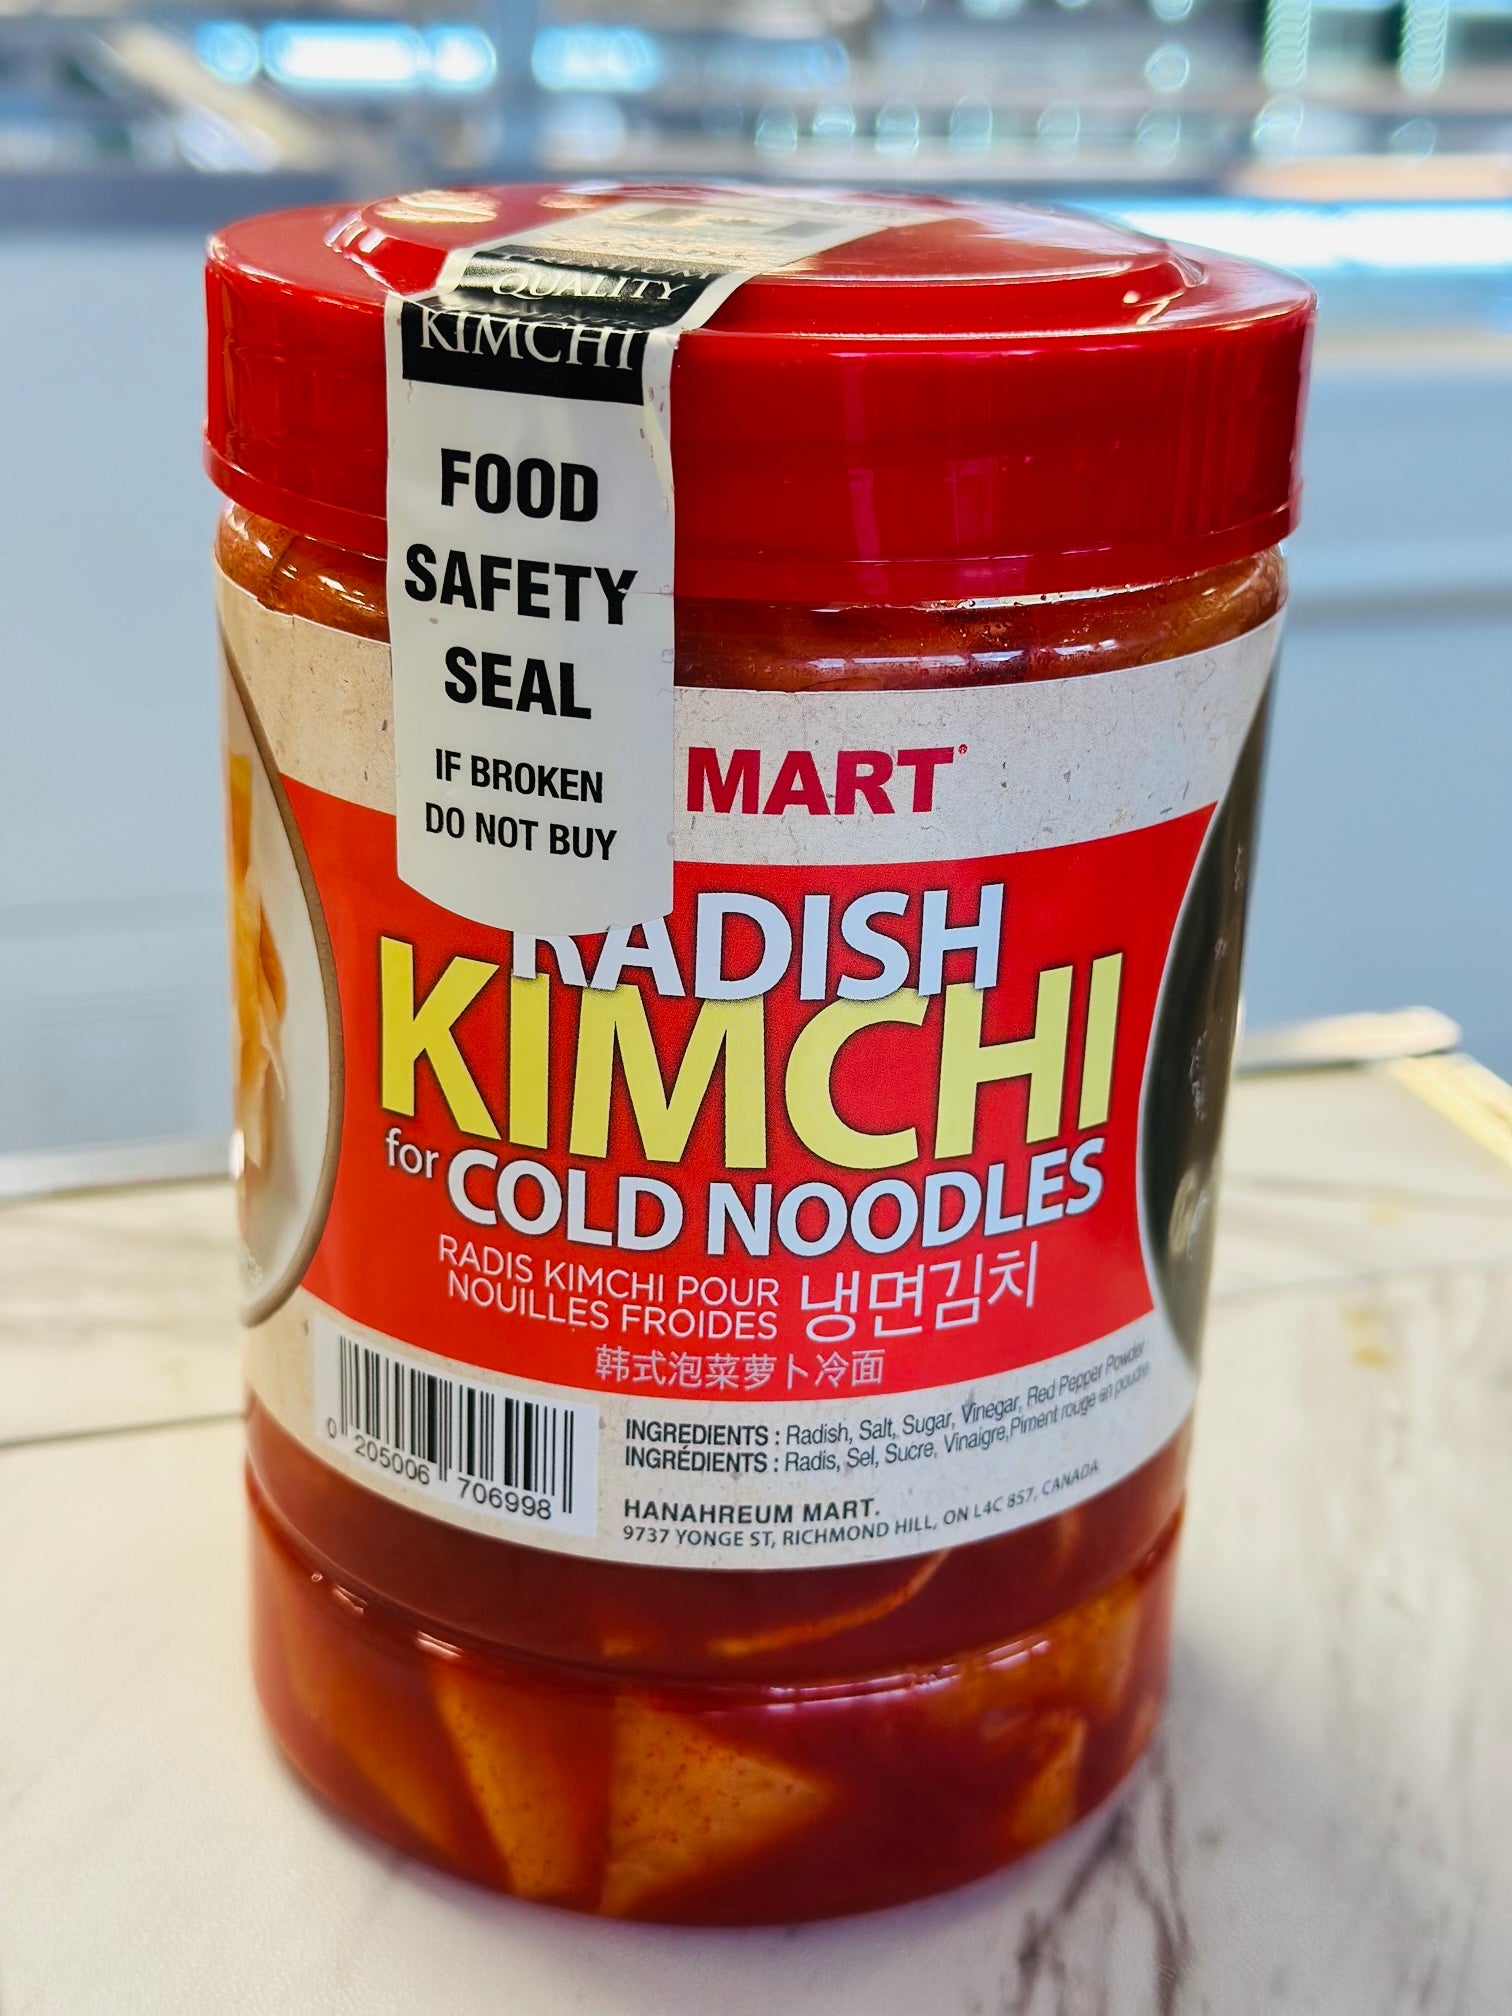 QUALITY
KIMCHI
FOOD
SAFETY
SEAL
IF BROKEN
DO NOT BUY
MART
RADISH
KIMCHI
for COLD NOODLES
RADIS KIMCHI POUR
NOUILLES FROIDES
냉면김치
韩式泡菜萝卜冷面
0 205006 706998
INGREDIENTS : Radish, Salt, Sugar, Vinegar, Red Pepper Powder
INGRÉDIENTS : Radis, Sel, Sucre, Vinaigre,Piment rouge en poudre
HANAHREUM MART.
9737 YONGE ST, RICHMOND HILL, ON L4C 8S7, CANADA